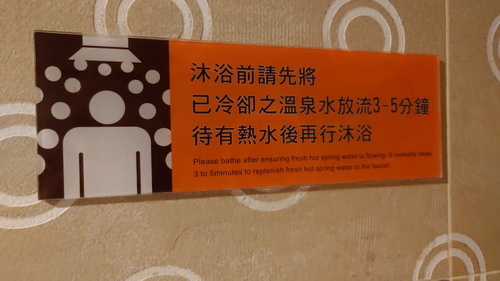 沐浴前請先將
已冷卻之溫泉水放流3-5分鐘
待有熱水後再行沐浴
Please bathe after ensuring fresh hot spring water is flowing. It normally takes
3 to 5minutes to replenish fresh hot spring water to the faucet.